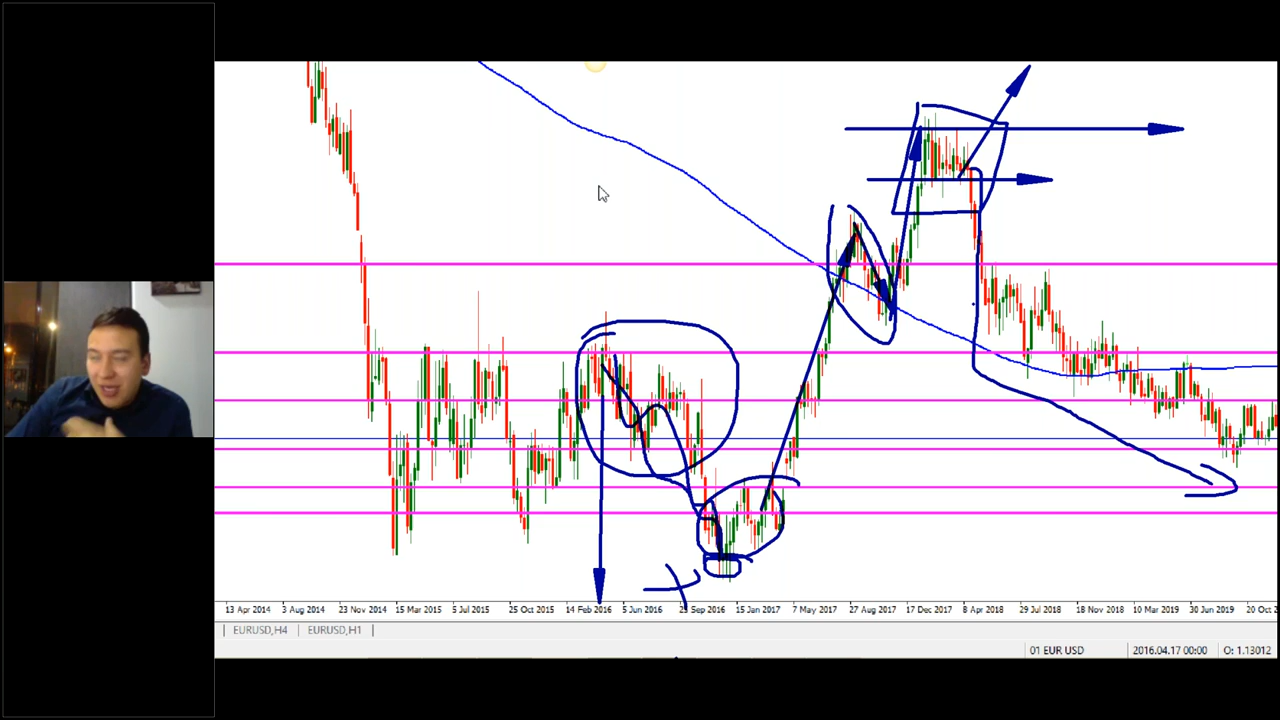 13 Apr 2014 3 Aug 2014 23 Nov 2014 15 Mar 2015 5 Jul 2015 25 Oct 2015 14 Feb 2016 5 Jun 2016 25 Sep 2016 15 Jan 2017 7 May 2017 27 Aug 2017 17 Dec 2017 8 Apr 2018 29 Jul 2018 18 Nov 2018 10 Mar 2019 30 Jun 2019 20 Oct 2
EURUSD,H4 EURUSD,H1
01 EUR USD 2016.04.17 00:00 O: 1.13012